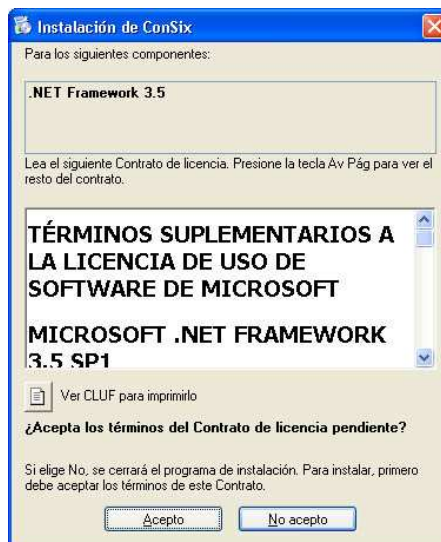 Instalación de ConSix
Para los siguientes componentes:
.NET Framework 3.5
Lea el siguiente Contrato de licencia. Presione la tecla Av Pág para ver el
resto del contrato.
TÉRMINOS SUPLEMENTARIOS A
LA LICENCIA DE USO DE
SOFTWARE DE MICROSOFT
MICROSOFT .NET FRAMEWORK
3.5 SP1
Ver CLUF para imprimirlo
¿Acepta los términos del Contrato de licencia pendiente?
Si elige No, se cerrará el programa de instalación. Para instalar, primero
debe aceptar los términos de este Contrato.
Acepto
No acepto